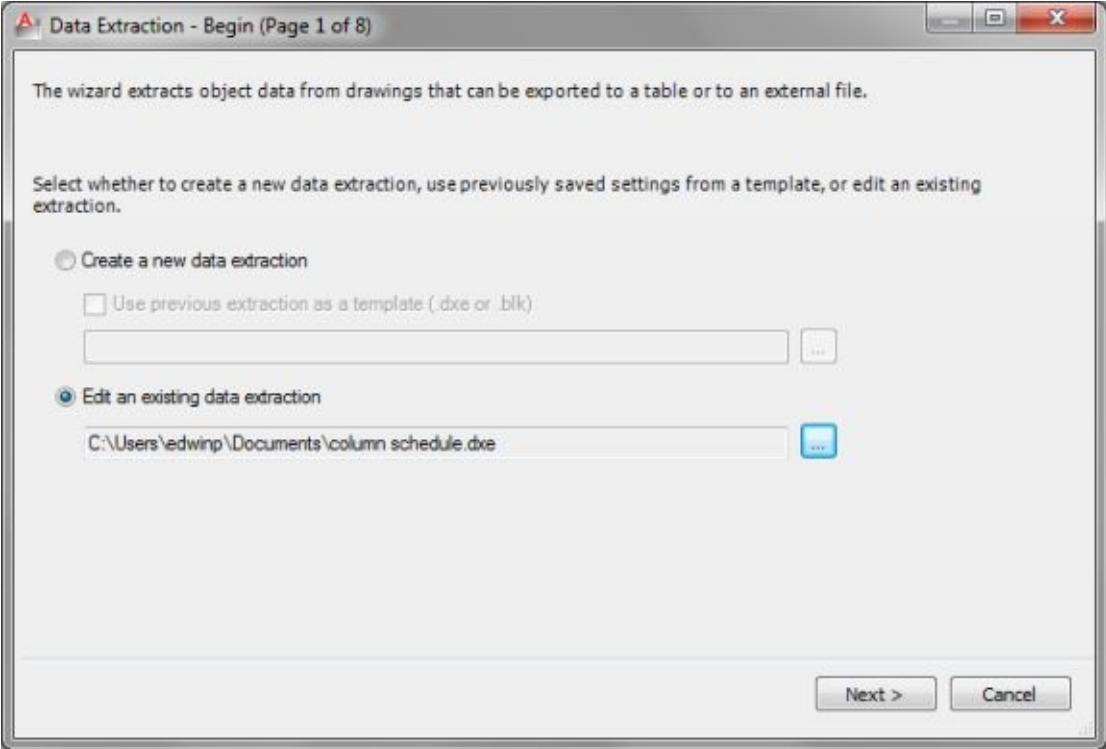 Data Extraction - Begin (Page 1 of 8)
The wizard extracts object data from drawings that can be exported to a table or to an external file.
Select whether to create a new data extraction, use previously saved settings from a template, or edit an existing
extraction.
Create a new data extraction
Use previous extraction as a template (.dxe or .blk)
...
Edit an existing data extraction
C:\Users\edwinp\Documents\column schedule.dxe
...
Next >
Cancel